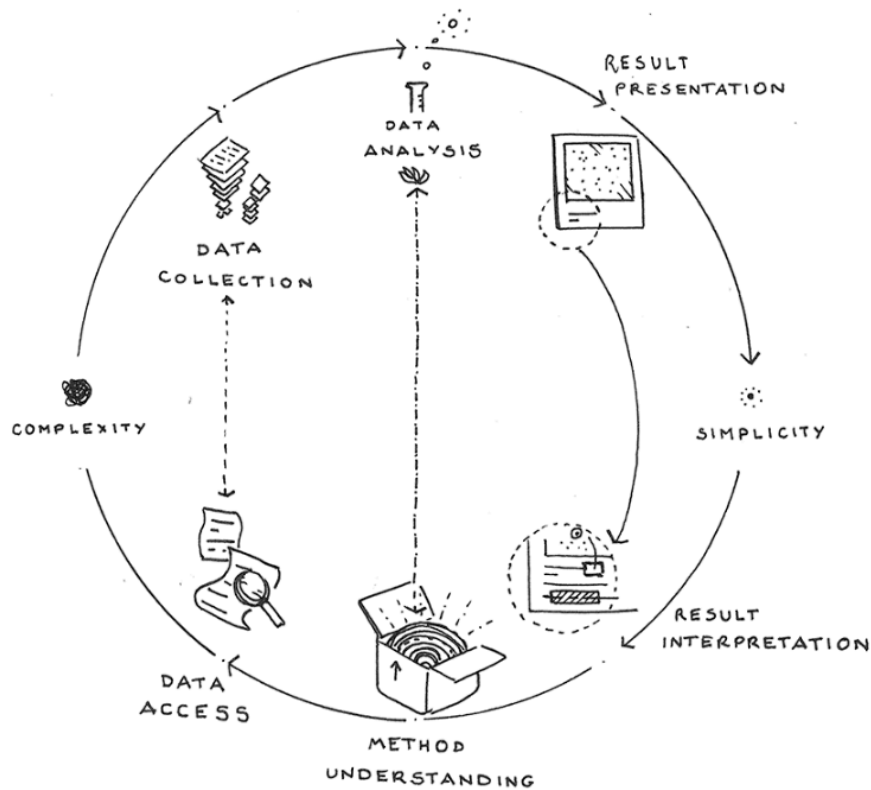 RESULT
PRESENTATION
DATA
ANALYSIS
DATA
COLLECTION
COMPLEXITY
SIMPLICITY
RESULT
INTERPRETATION
DATA
ACCESS
METHOD
UNDERSTANDING